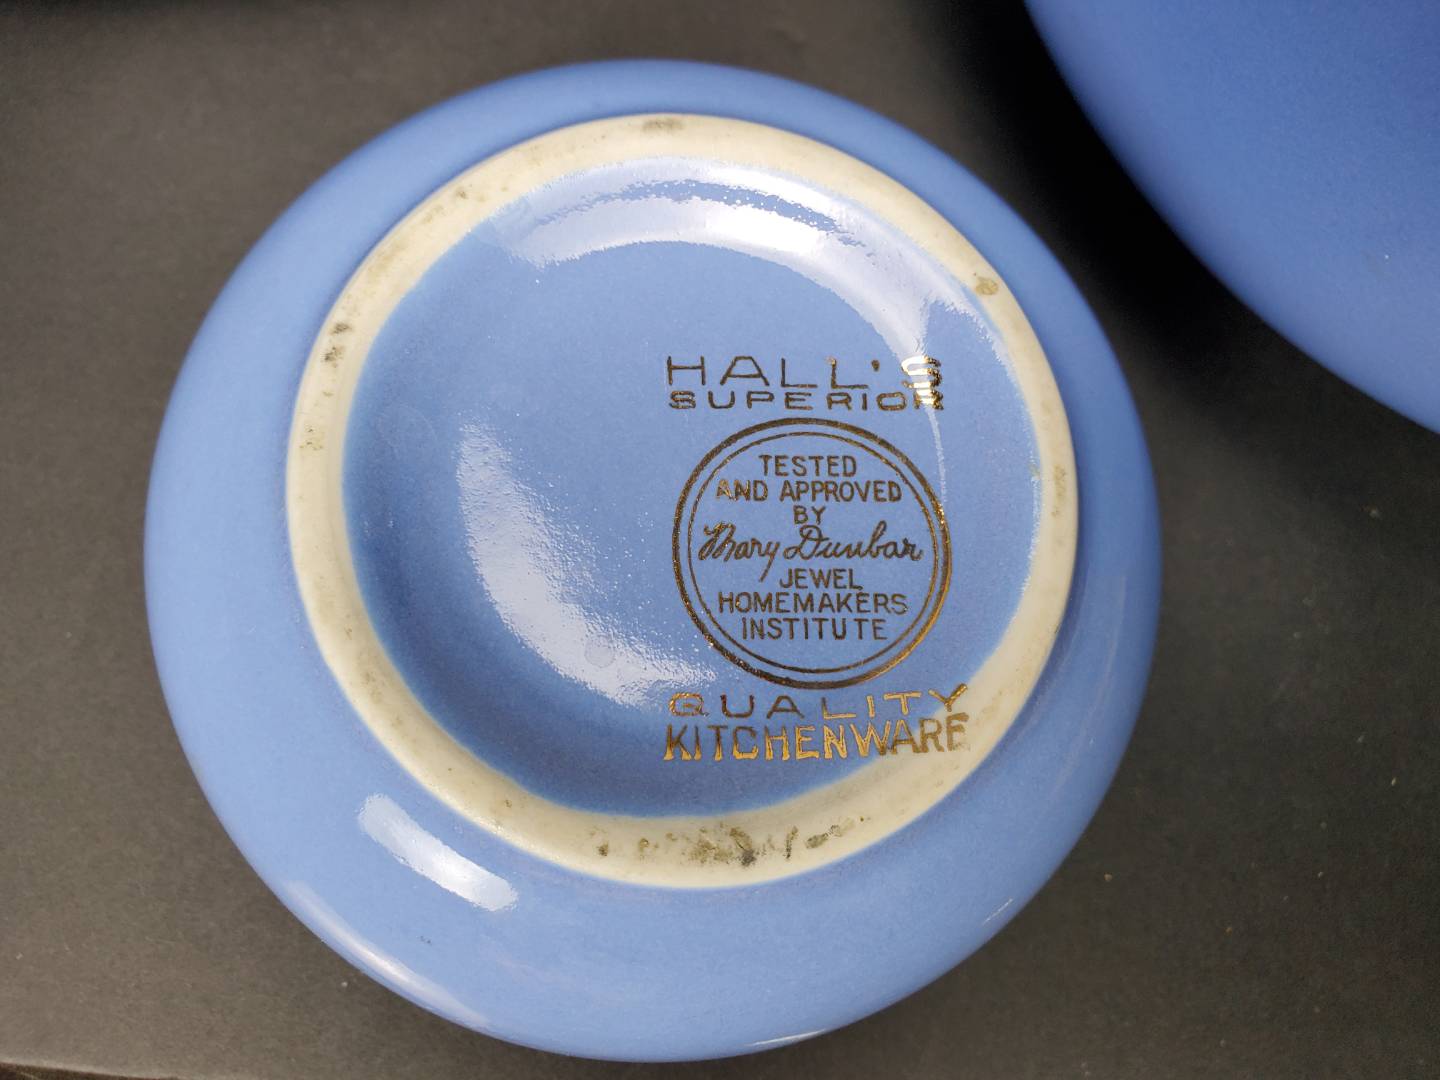 HALL'S
SUPERIOR
TESTED
AND APPROVED
BY
Mary Dunbar
JEWEL
HOMEMAKERS
INSTITUTE
QUALITY
KITCHENWARE